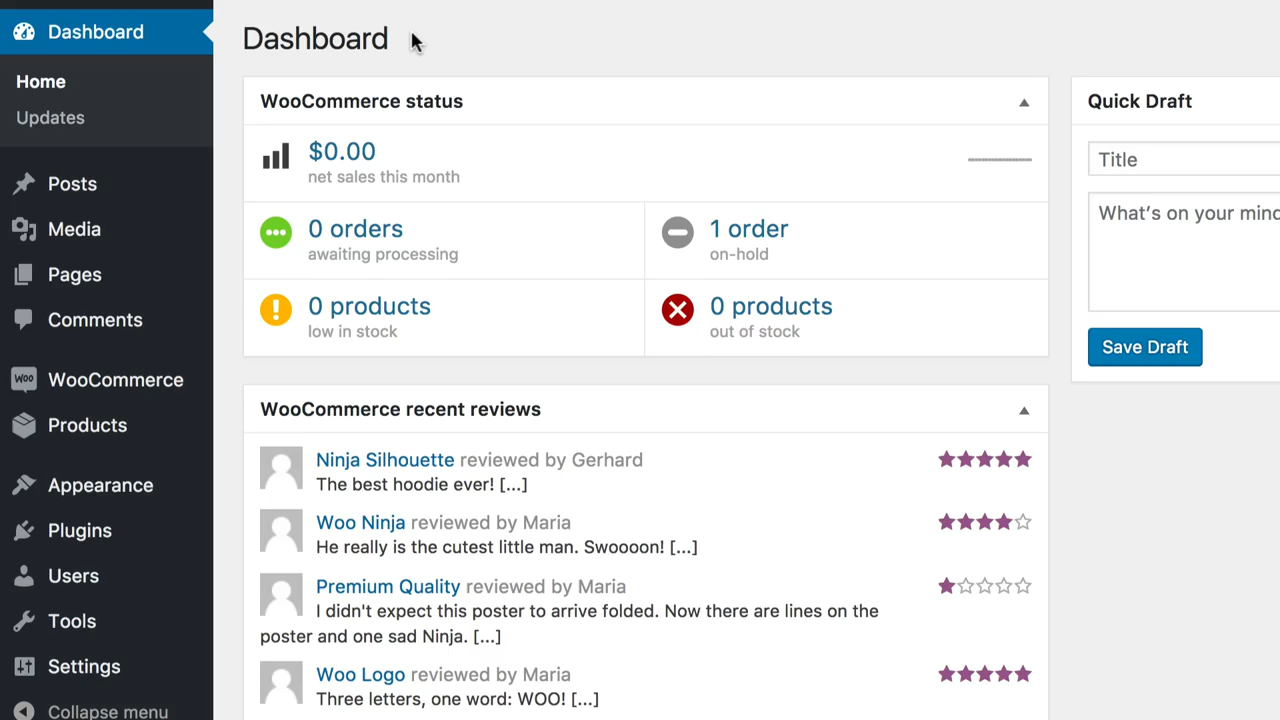 Dashboard
Home
Updates
Posts
Media
Pages
Comments
WOO
WooCommerce
Products
Appearance
Plugins
Users
Tools
Settings
Collapse menu
Dashboard
WooCommerce status
$0.00
net sales this month
0 orders
awaiting processing
1 order
on-hold
0 products
low in stock
0 products
out of stock
WooCommerce recent reviews
Ninja Silhouette reviewed by Gerhard
The best hoodie ever! [...]
Woo Ninja reviewed by Maria
He really is the cutest little man. Swoooon! [...]
Premium Quality reviewed by Maria
I didn't expect this poster to arrive folded. Now there are lines on the
poster and one sad Ninja. [...]
Woo Logo reviewed by Maria
Three letters, one word: WOO! [...]
Quick Draft
Title
What’s on your mind
Save Draft